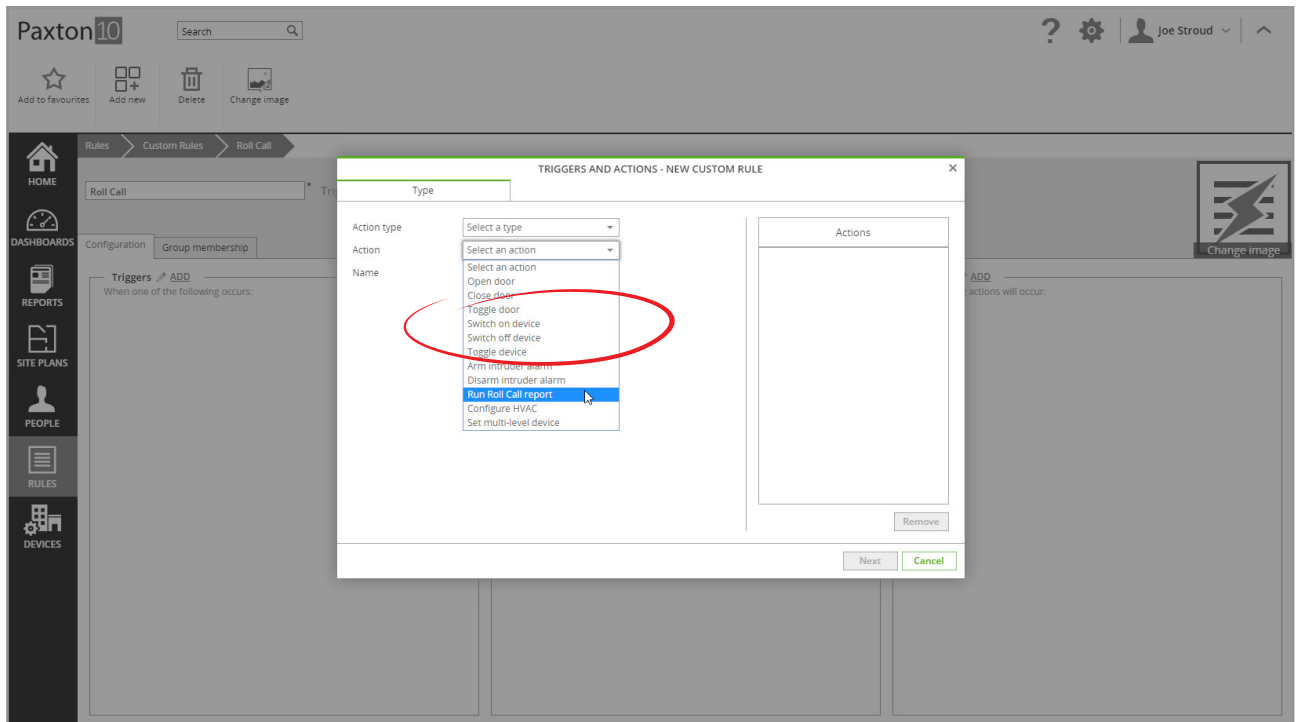 Paxton10
Search
Joe Stroud
Add to favourites
Add new
Delete
Change image
Rules
Custom Rules
Roll Call
HOME
DASHBOARDS
REPORTS
SITE PLANS
PEOPLE
RULES
DEVICES
Roll Call
*
Tri
Configuration
Group membership
Triggers ADD
When one of the following occurs:
TRIGGERS AND ACTIONS - NEW CUSTOM RULE
Type
Action type
Select a type
Action
Select an action
Name
Select an action
Open door
Close door
Toggle door
Switch on device
Switch off device
Toggle device
Arm intruder alarm
Disarm intruder alarm
Run Roll Call report
Configure HVAC
Set multi-level device
Actions
Remove
Next
Cancel
Change image
ADD
actions will occur: